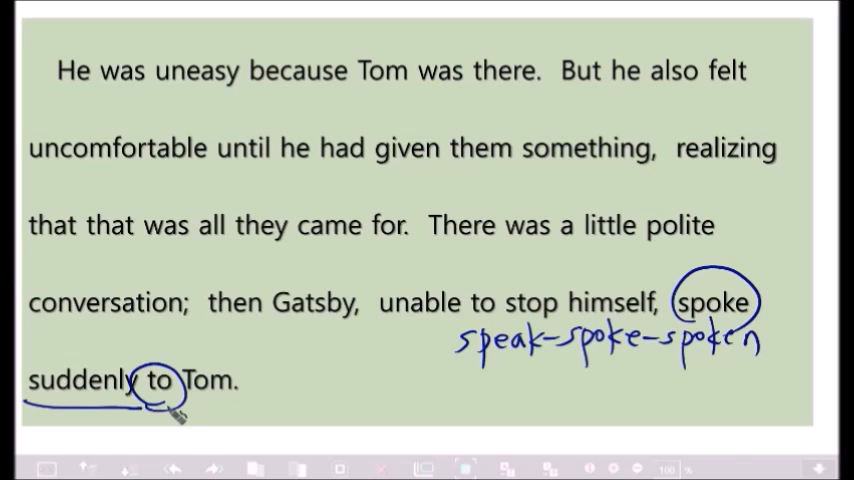 He was uneasy because Tom was there. But he also felt
uncomfortable until he had given them something, realizing
that that was all they came for. There was a little polite
conversation; then Gatsby, unable to stop himself, spoke
speak-spoke-spoken
suddenly to Tom.
100 %